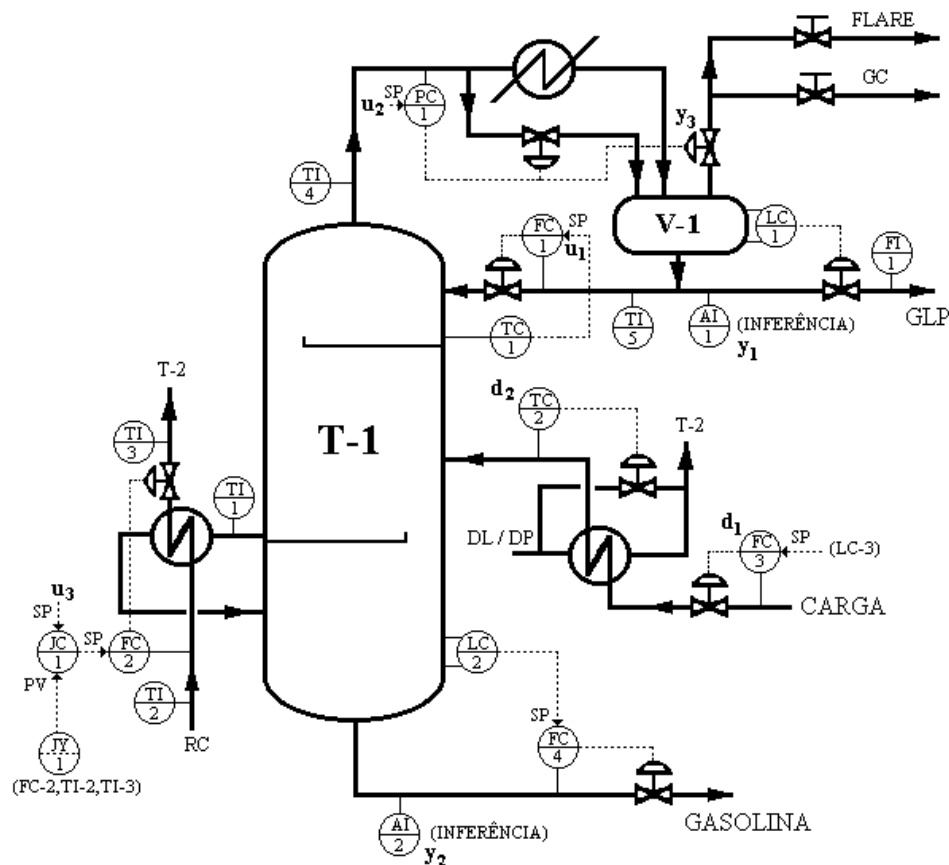 FLARE
GC
SP
u2
PC
1
y3
TI
4
V-1
LC
1
FC
1
SP
u1
FI
1
GLP
TC
1
TI
5
AI
1
(INFERÊNCIA)
y1
T-2
d2
TC
2
T-2
TI
3
T-1
TI
1
DL / DP
d1
FC
3
SP
(LC-3)
CARGA
u3
SP
JC
1
SP
FC
2
PV
TI
2
RC
LC
2
SP
FC
4
JY
1
(FC-2,TI-2,TI-3)
AI
2
(INFERÊNCIA)
y2
GASOLINA